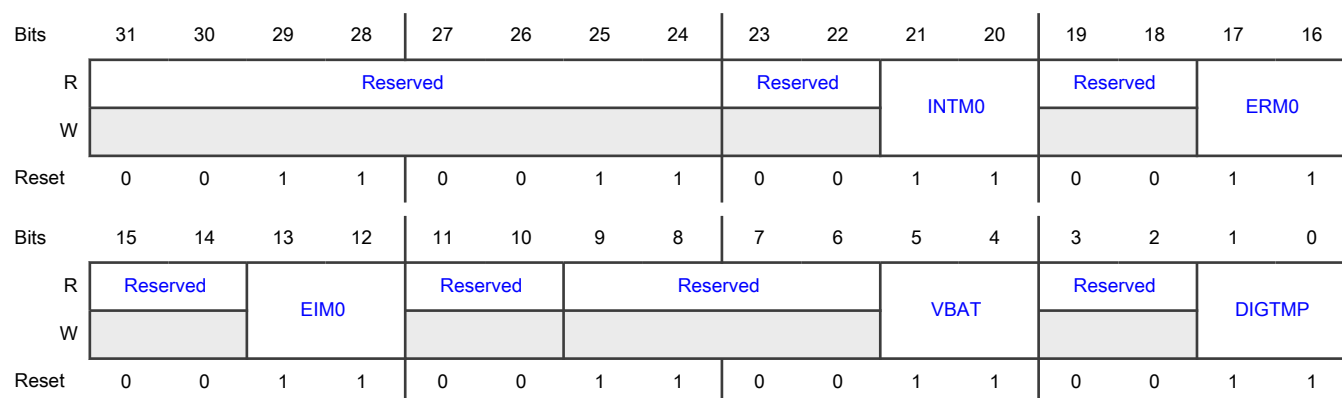 Bits 31 30 29 28 27 26 25 24 23 22 21 20 19 18 17 16
R Reserved Reserved INTM0 Reserved ERM0
W
Reset 0 0 1 1 0 0 1 1 0 0 1 1 0 0 1 1
Bits 15 14 13 12 11 10 9 8 7 6 5 4 3 2 1 0
R Reserved EIM0 Reserved Reserved VBAT Reserved DIGTMP
W
Reset 0 0 1 1 0 0 1 1 0 0 1 1 0 0 1 1